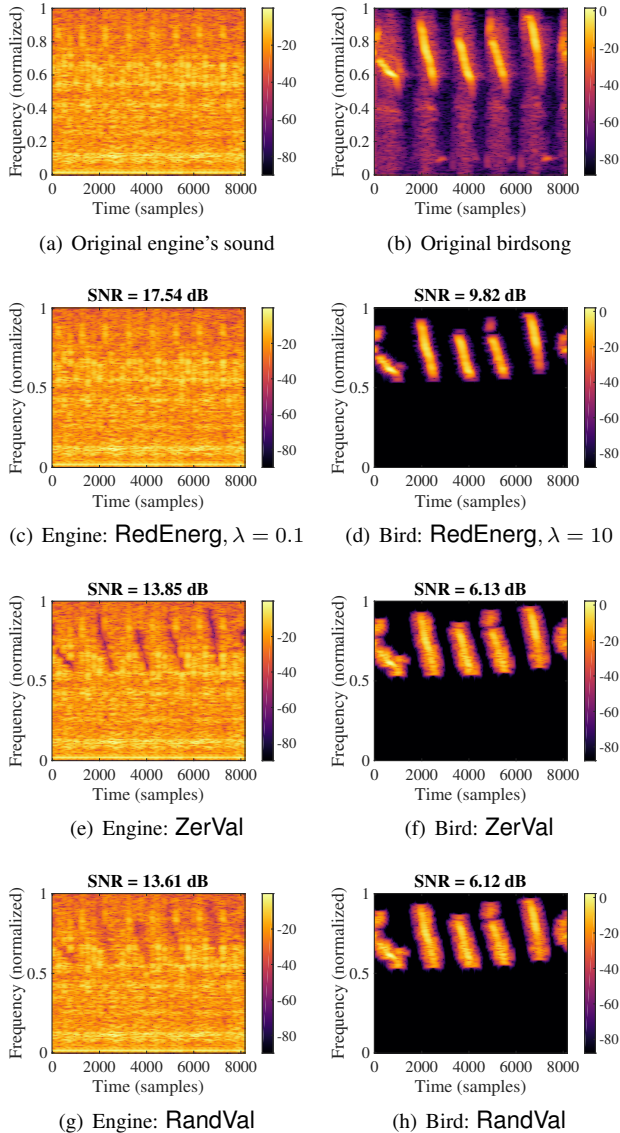 1
0.8
0.6
0.4
0.2
0
0 2000 4000 6000 8000
Time (samples)
Frequency (normalized)
-20
-40
-60
-80
(a) Original engine's sound
1
0.8
0.6
0.4
0.2
0
0 2000 4000 6000 8000
Time (samples)
Frequency (normalized)
0
-20
-40
-60
-80
(b) Original birdsong
SNR = 17.54 dB
1
0.5
0
0 2000 4000 6000 8000
Time (samples)
Frequency (normalized)
-20
-40
-60
-80
(c) Engine: RedEnerg, λ = 0.1
SNR = 9.82 dB
1
0.5
0
0 2000 4000 6000 8000
Time (samples)
Frequency (normalized)
0
-20
-40
-60
-80
(d) Bird: RedEnerg, λ = 10
SNR = 13.85 dB
1
0.5
0
0 2000 4000 6000 8000
Time (samples)
Frequency (normalized)
-20
-40
-60
-80
(e) Engine: ZerVal
SNR = 6.13 dB
1
0.5
0
0 2000 4000 6000 8000
Time (samples)
Frequency (normalized)
0
-20
-40
-60
-80
(f) Bird: ZerVal
SNR = 13.61 dB
1
0.5
0
0 2000 4000 6000 8000
Time (samples)
Frequency (normalized)
-20
-40
-60
-80
(g) Engine: RandVal
SNR = 6.12 dB
1
0.5
0
0 2000 4000 6000 8000
Time (samples)
Frequency (normalized)
0
-20
-40
-60
-80
(h) Bird: RandVal